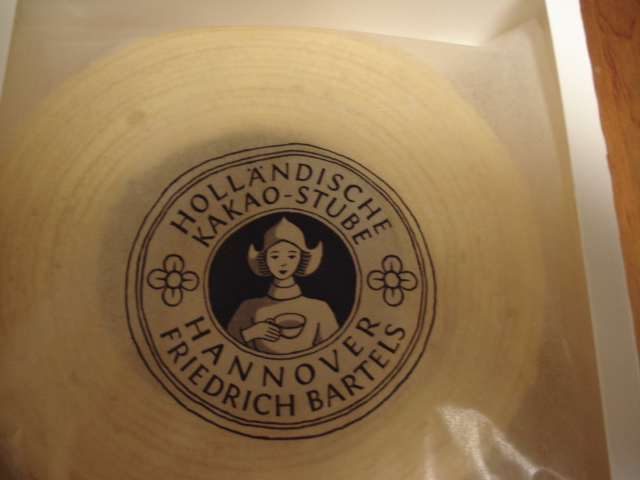 HOLLÄNDISCHE
KAKAO-STUBE
HANNOVER
FRIEDRICH BARTELS